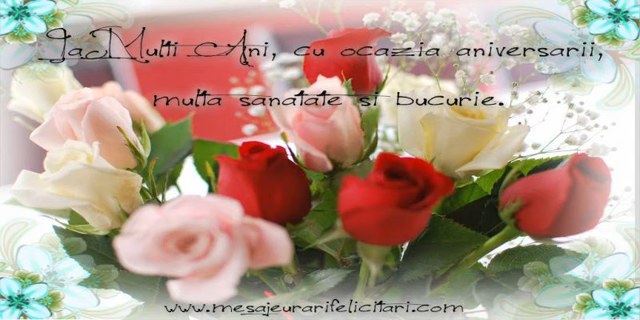 La Multi Ani, cu ocazia aniversarii,
multa sanatate si bucurie.
www.mesajeurarifelicitari.com